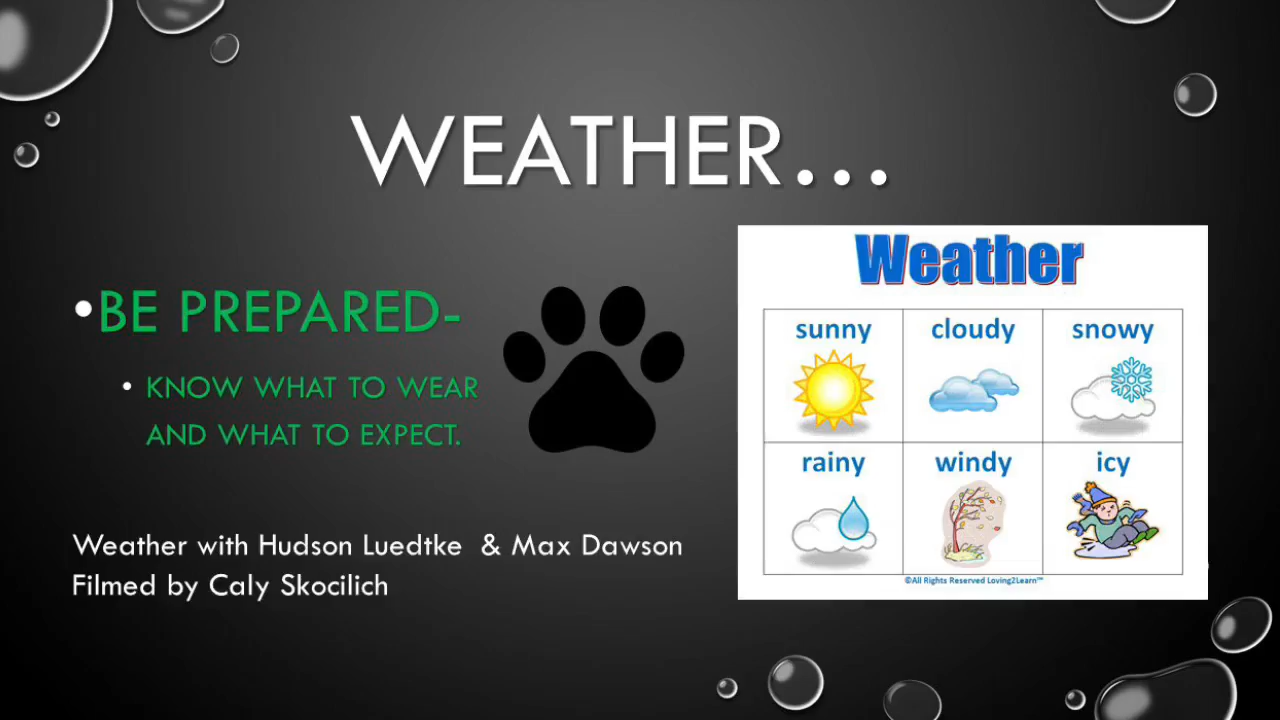 WEATHER...
•BE PREPARED-
• KNOW WHAT TO WEAR
AND WHAT TO EXPECT.
Weather with Hudson Luedtke & Max Dawson
Filmed by Caly Skocilich
Weather
sunny cloudy snowy
rainy windy icy
©All Rights Reserved Loving2Learn™